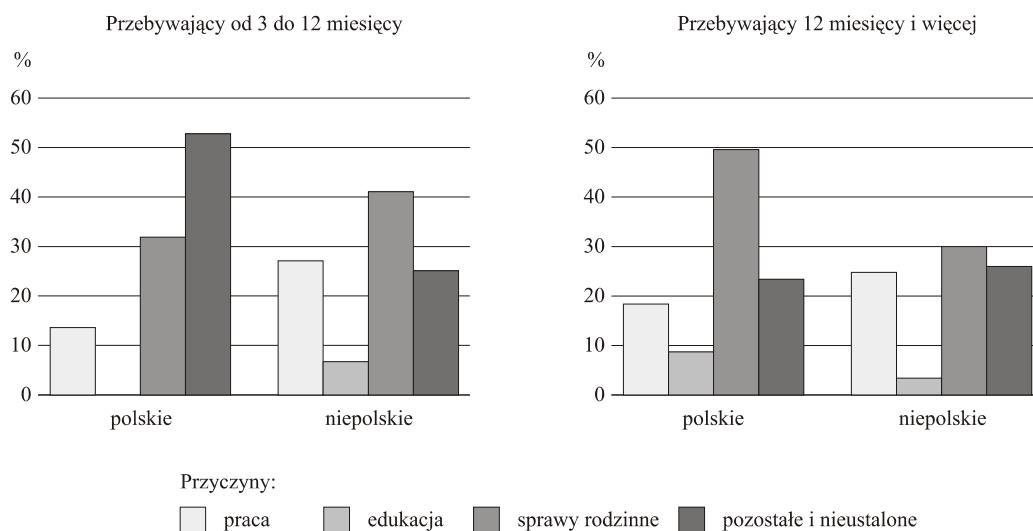 Przebywający od 3 do 12 miesięcy
%
60
50
40
30
20
10
0
polskie niepolskie
Przebywający 12 miesięcy i więcej
%
60
50
40
30
20
10
0
polskie niepolskie
Przyczyny:
praca edukacja sprawy rodzinne pozostałe i nieustalone